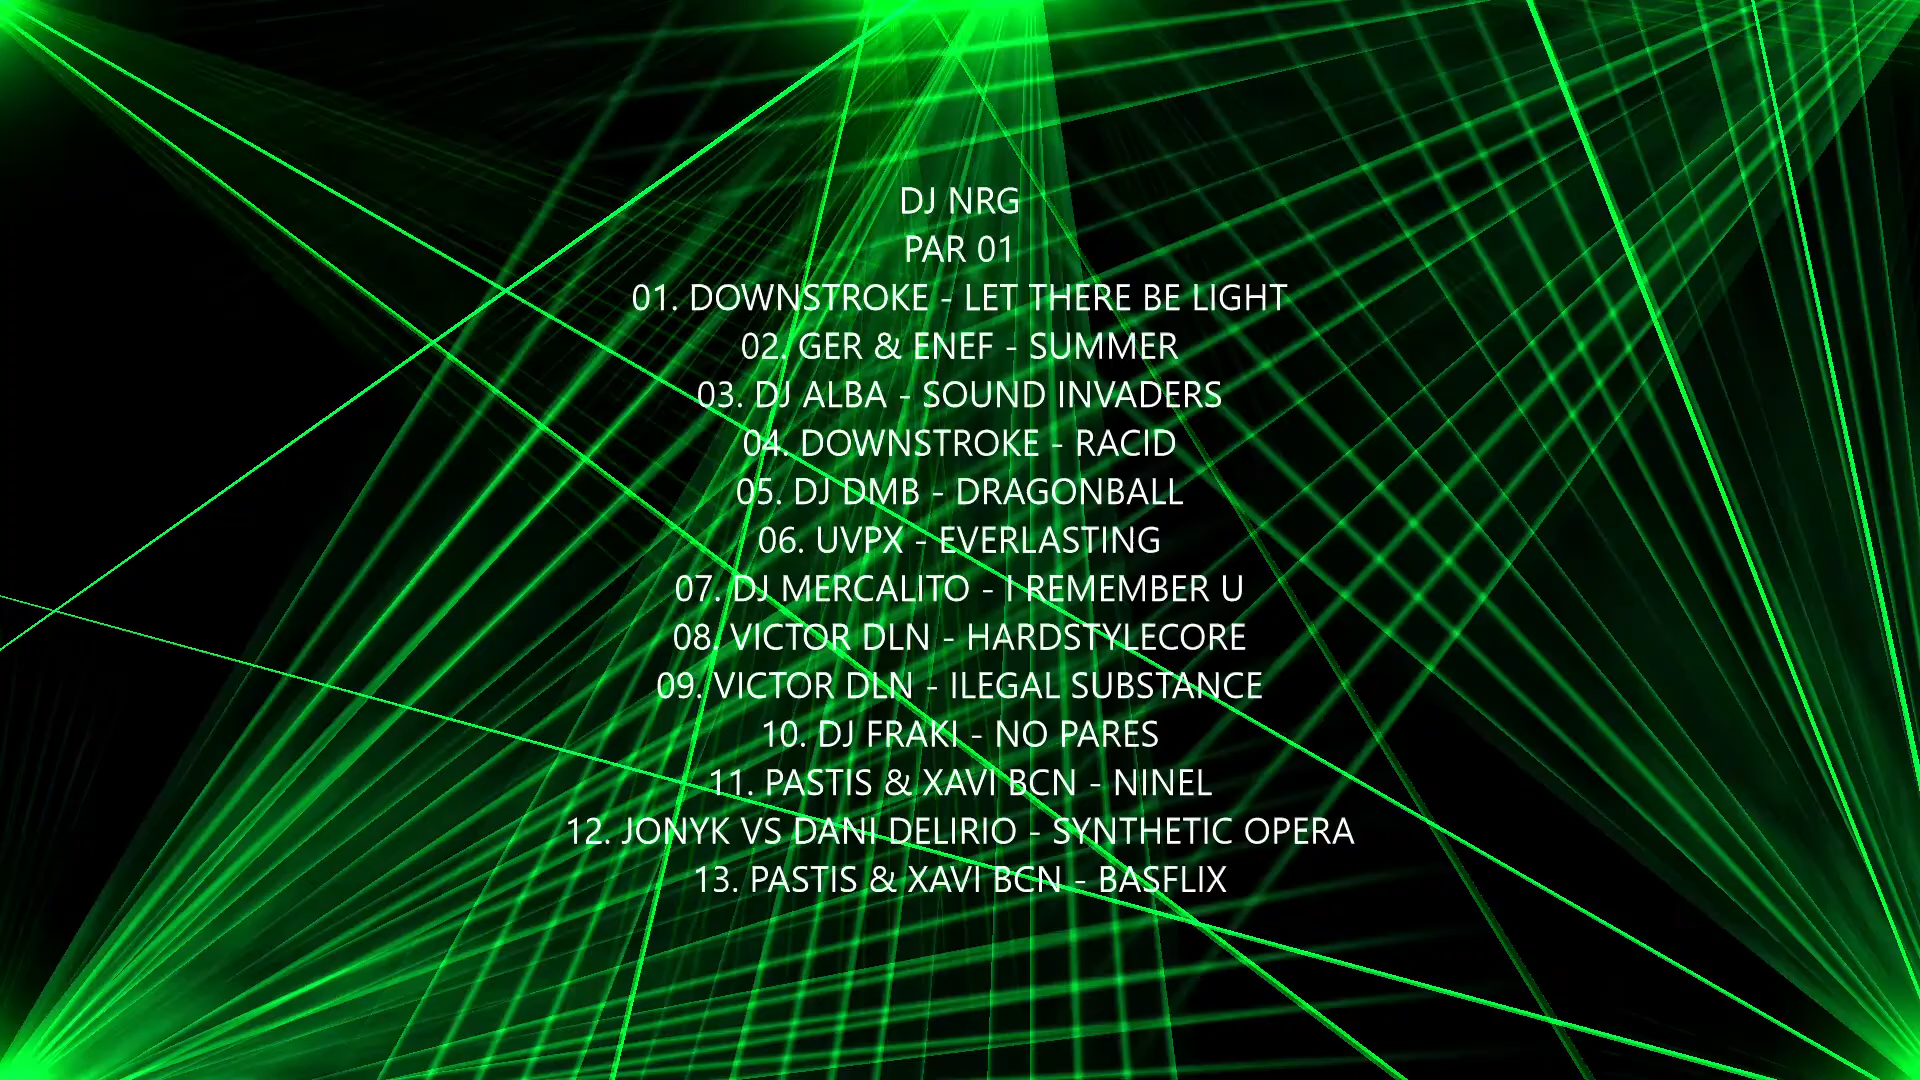 DJ NRG
PAR 01
01. DOWNSTROKE - LET THERE BE LIGHT
02. GER & ENEF - SUMMER
03. DJ ALBA - SOUND INVADERS
04. DOWNSTROKE - RACID
05. DJ DMB - DRAGONBALL
06. UVPX - EVERLASTING
07. DJ MERCALITO - I REMEMBER U
08. VICTOR DLN - HARDSTYLECORE
09. VICTOR DLN - ILEGAL SUBSTANCE
10. DJ FRAKI - NO PARES
11. PASTIS & XAVI BCN - NINEL
12. JONYK VS DANI DELIRIO - SYNTHETIC OPERA
13. PASTIS & XAVI BCN - BASFLIX